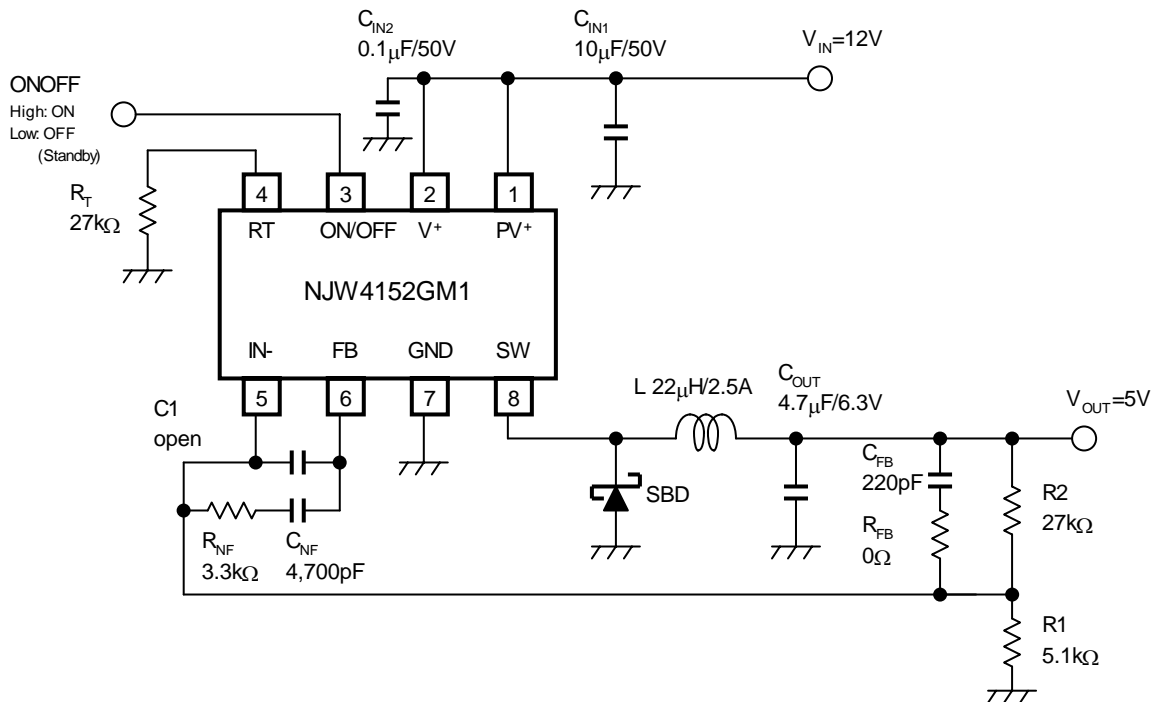 C_IN2
0.1µF/50V
C_IN1
10µF/50V
V_IN=12V
ONOFF
High: ON
Low: OFF
(Standby)
R_T
27kΩ
4
3
2
1
RT
ON/OFF
V+
PV+
NJW4152GM1
IN-
FB
GND
SW
5
6
7
8
C1
open
L 22µH/2.5A
C_OUT
4.7µF/6.3V
V_OUT=5V
SBD
C_FB
220pF
R_FB
0Ω
R2
27kΩ
R_NF
3.3kΩ
C_NF
4,700pF
R1
5.1kΩ